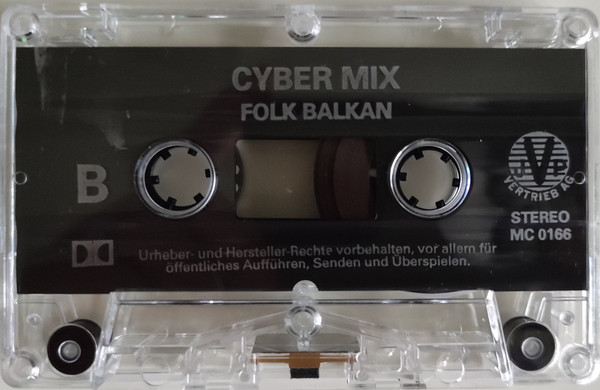 CYBER MIX
FOLK BALKAN
B
VERTRIEB AG
STEREO
MC 0166
Urheber- und Hersteller-Rechte vorbehalten, vor allem für
öffentliches Aufführen, Senden und Überspielen.